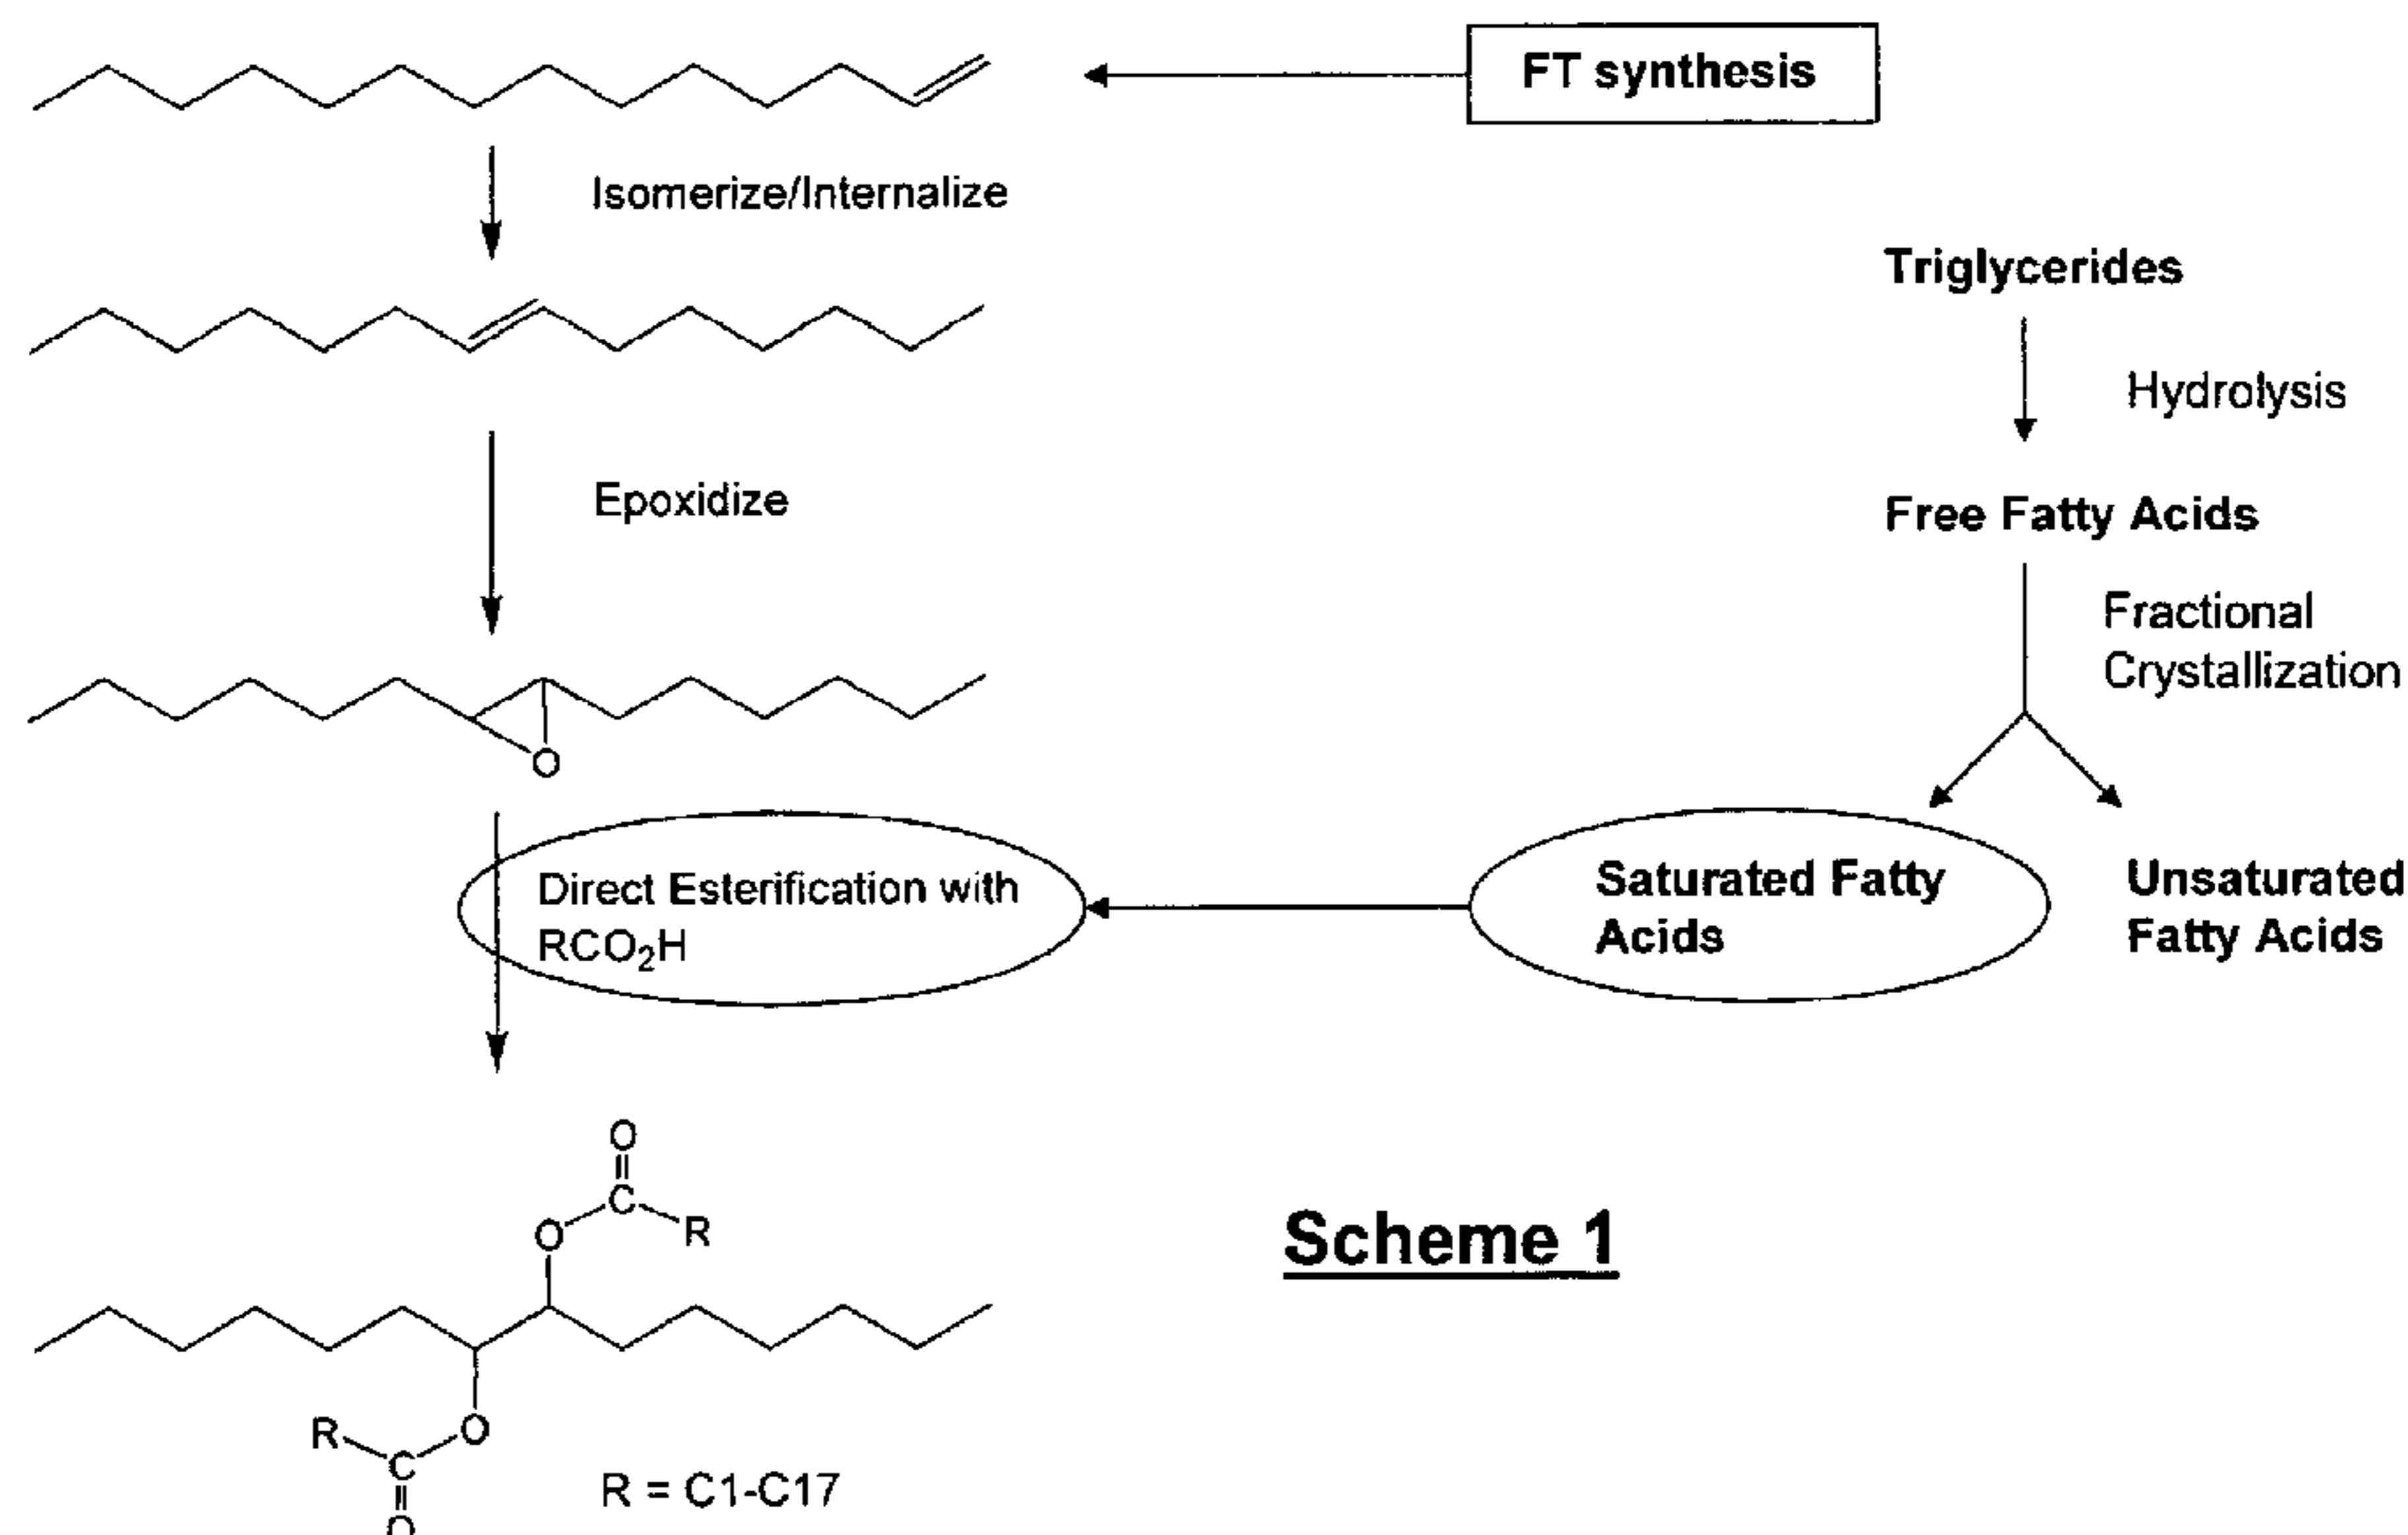 FT synthesis
Isomerize/Internalize
Triglycerides
Hydrolysis
Epoxidize
Free Fatty Acids
Fractional
Crystallization
O
Direct Esterification with
RCO₂H
Saturated Fatty
Acids
Unsaturated
Fatty Acids
O
C
O
R
Scheme 1
R
O
C
R = C1-C17
O